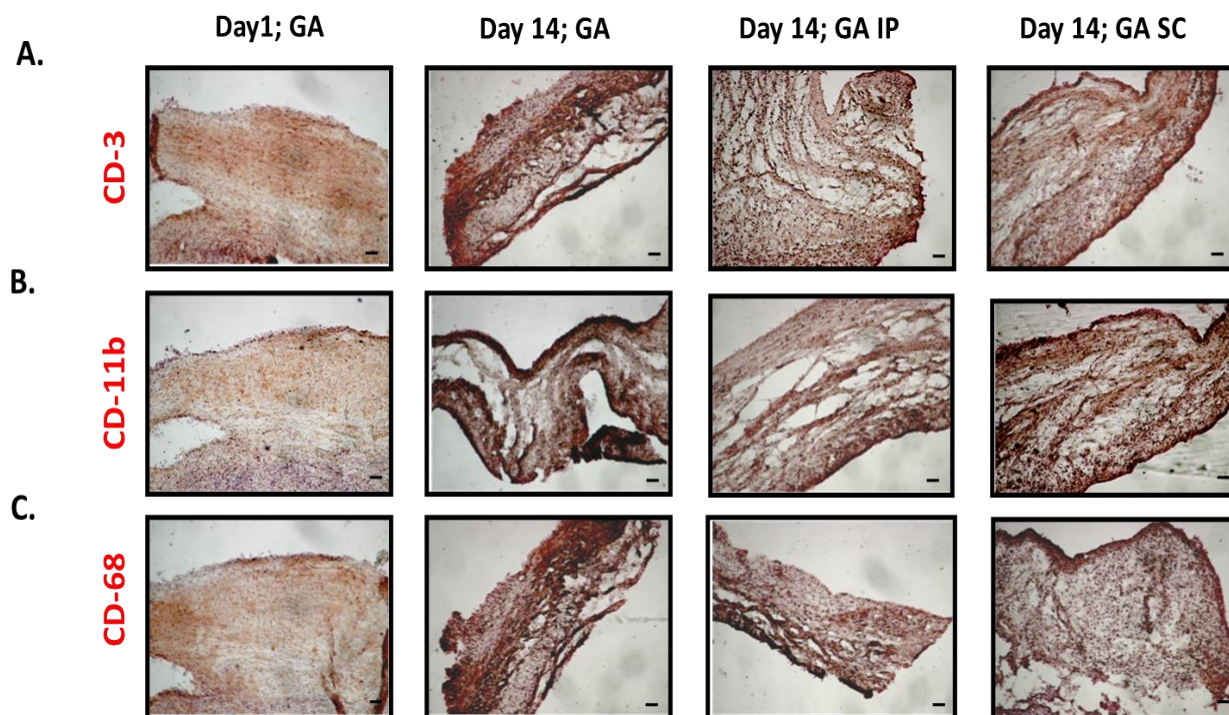 Day1; GA
Day 14; GA
Day 14; GA IP
Day 14; GA SC
A.
CD-3
B.
CD-11b
C.
CD-68